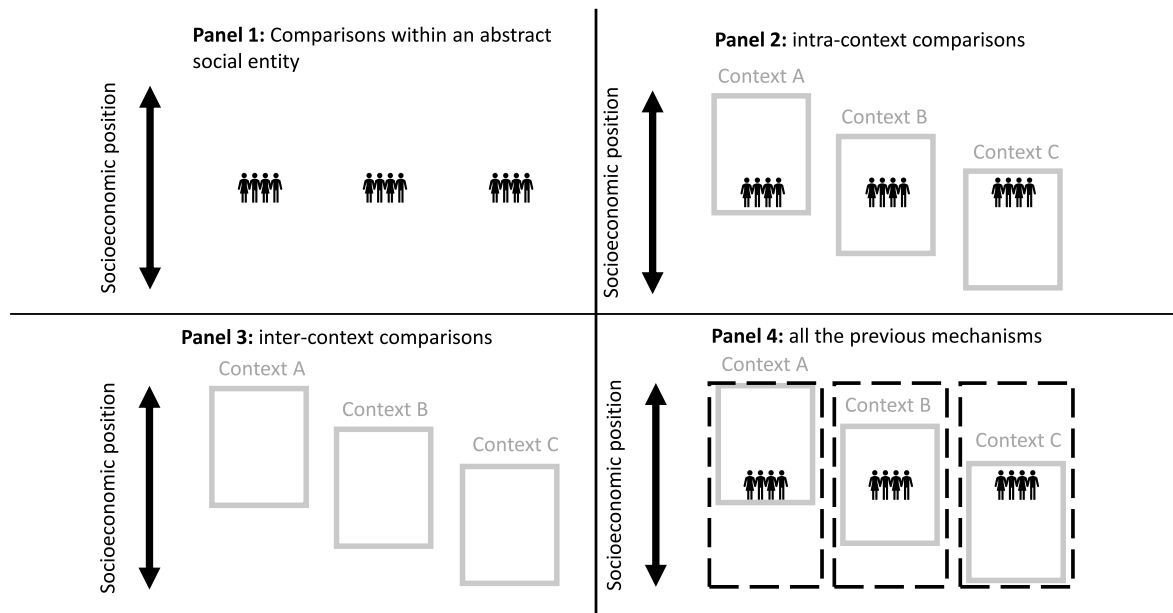 Panel 1: Comparisons within an abstract
social entity
Socioeconomic position
Panel 2: intra-context comparisons
Context A
Context B
Context C
Socioeconomic position
Panel 3: inter-context comparisons
Context A
Context B
Context C
Socioeconomic position
Panel 4: all the previous mechanisms
Context A
Context B
Context C
Socioeconomic position